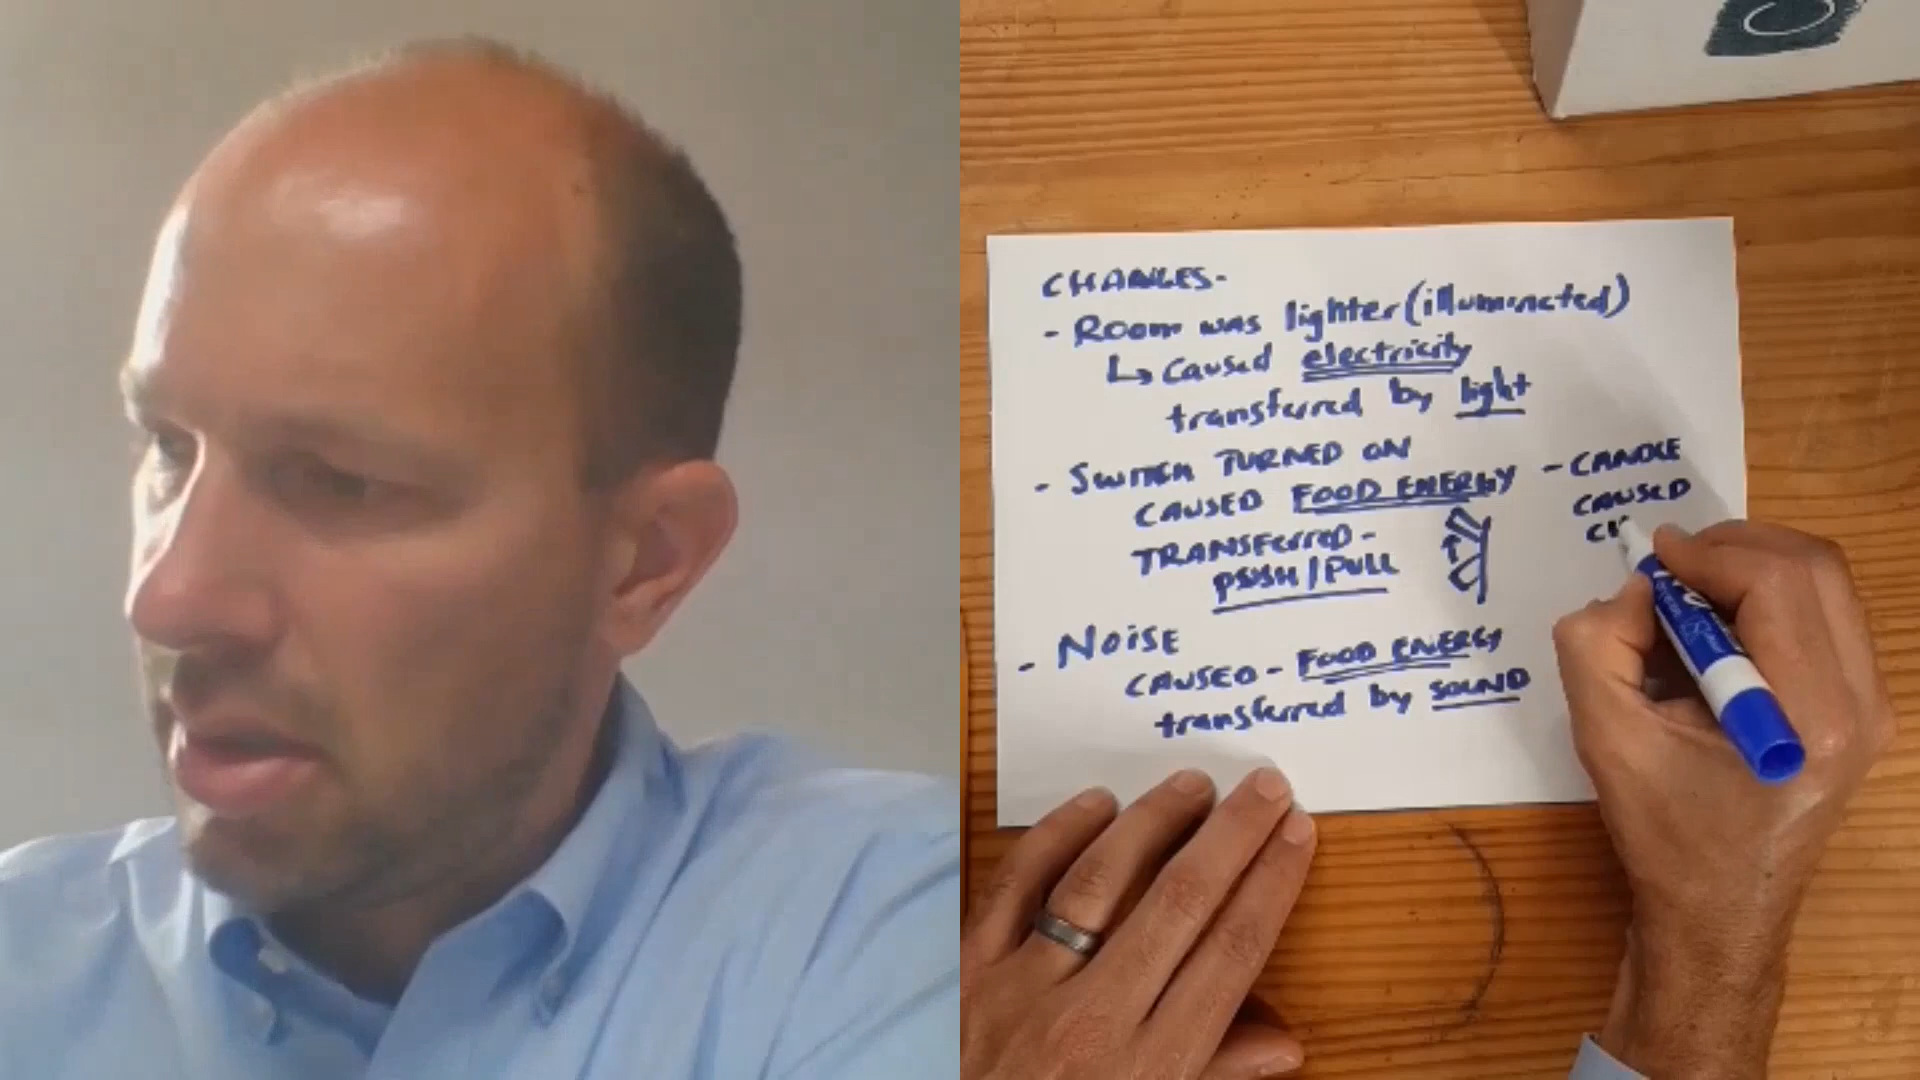 CHANGES-
- Room was lighter (illuminated)
↳ caused electricity
transferred by light
- SWITCH TURNED ON
CAUSED FOOD ENERGY
TRANSFerred -
PSUSH/PULL
- NOiSE
CAUSED - FOOD ENERGY
transferred by SOUND
- CANDLE
CAUSED